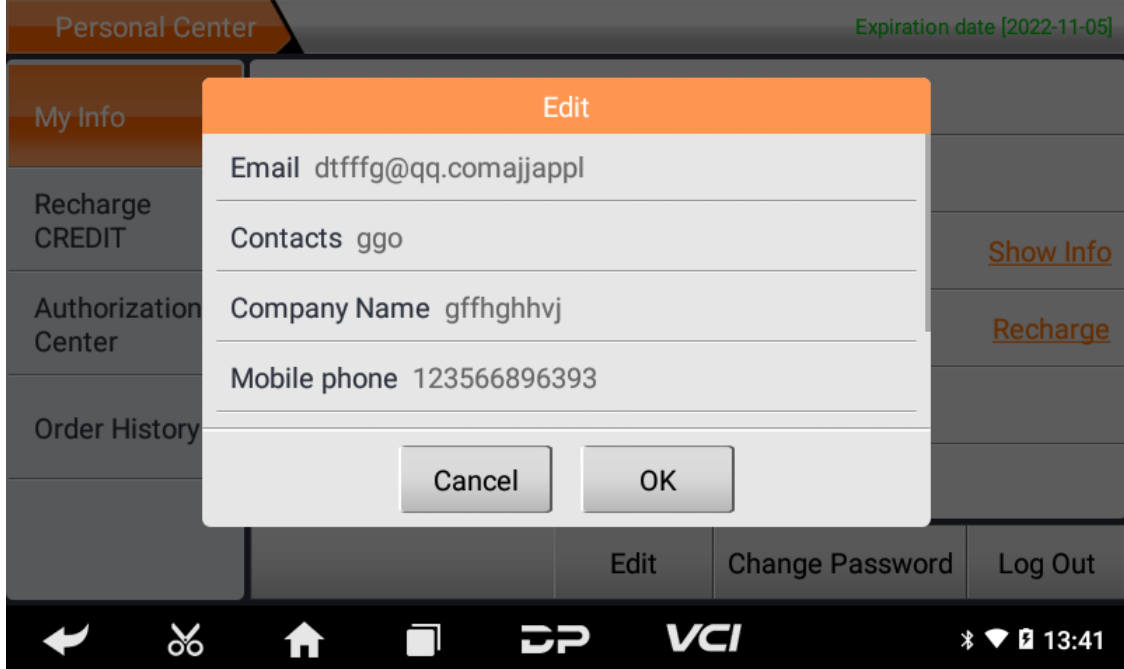 Personal Center
Expiration date [2022-11-05]
My Info
Recharge
CREDIT
Authorization
Center
Order History
Edit
Email dtfffg@qq.comajjappl
Contacts ggo
Company Name gffhghhvj
Mobile phone 123566896393
Cancel
OK
Show Info
Recharge
Edit
Change Password
Log Out
DP
VCI
13:41